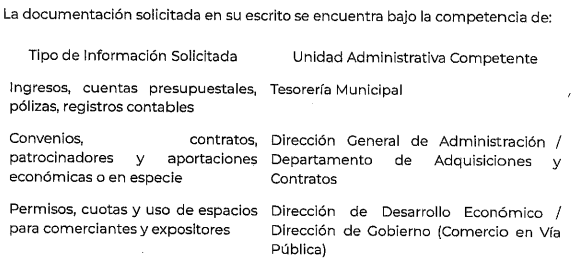 La documentación solicitada en su escrito se encuentra bajo la competencia de:
Tipo de Información Solicitada Unidad Administrativa Competente
Ingresos, cuentas presupuestales, Tesorería Municipal
pólizas, registros contables
Convenios, contratos, Dirección General de Administración /
patrocinadores y aportaciones Departamento de Adquisiciones y
económicas o en especie Contratos
Permisos, cuotas y uso de espacios Dirección de Desarrollo Económico /
para comerciantes y expositores Dirección de Gobierno (Comercio en Vía
Pública)